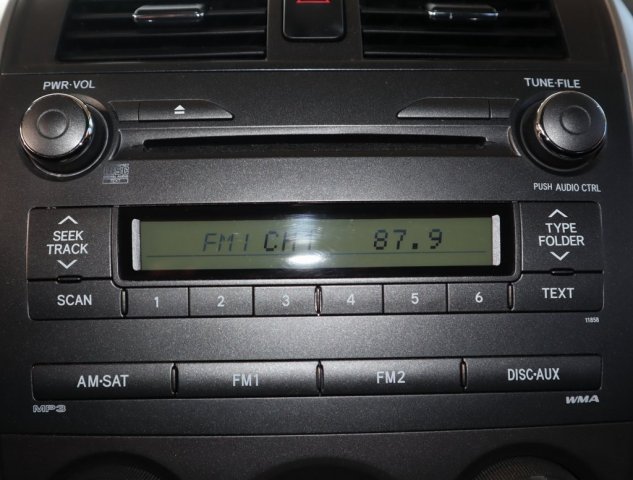 PWR·VOL
TUNE·FILE
PUSH AUDIO CTRL
SEEK
TRACK
FM1 CH1 87.9
TYPE
FOLDER
SCAN
1
2
3
4
5
6
TEXT
11858
AM·SAT
FM1
FM2
DISC·AUX
MP3
WMA